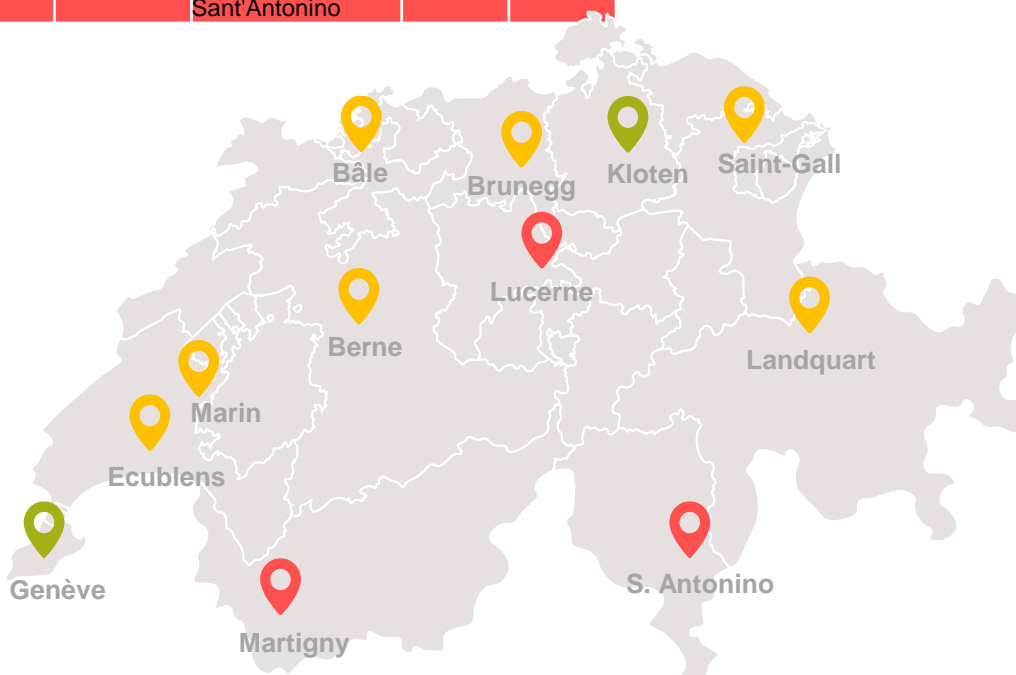 Sant'Antonino
Bâle
Brunegg
Kloten
Saint-Gall
Lucerne
Berne
Landquart
Marin
Ecublens
Genève
S. Antonino
Martigny